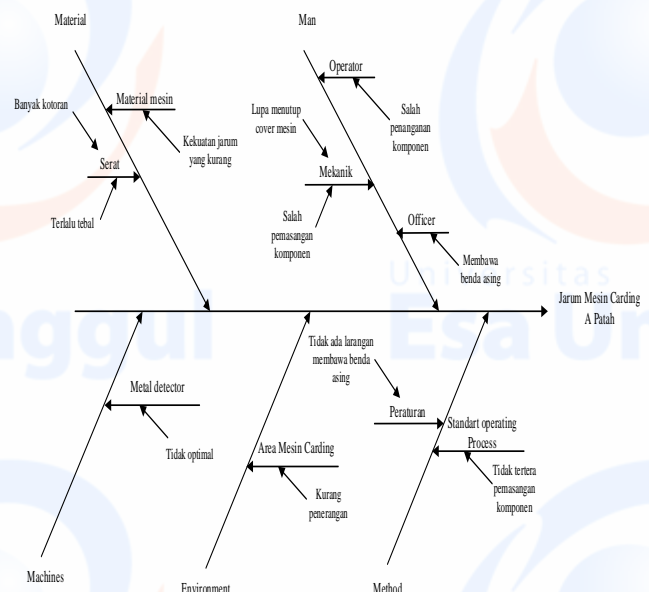 Material
Man
Operator
Material mesin
Banyak kotoran
Lupa menutup
cover mesin
Salah
penanganan
komponen
Kekuatan jarum
yang kurang
Serat
Mekanik
Terlalu tebal
Salah
pemasangan
komponen
Officer
Membawa
benda asing
Universitas
nggul
Esa Un
Jarum Mesin Carding
A Patah
Tidak ada larangan
membawa benda
asing
Metal detector
Peraturan
Standart operating
Process
Tidak optimal
Area Mesin Carding
Tidak tertera
pemasangan
komponen
Kurang
penerangan
Machines
Environment
Method